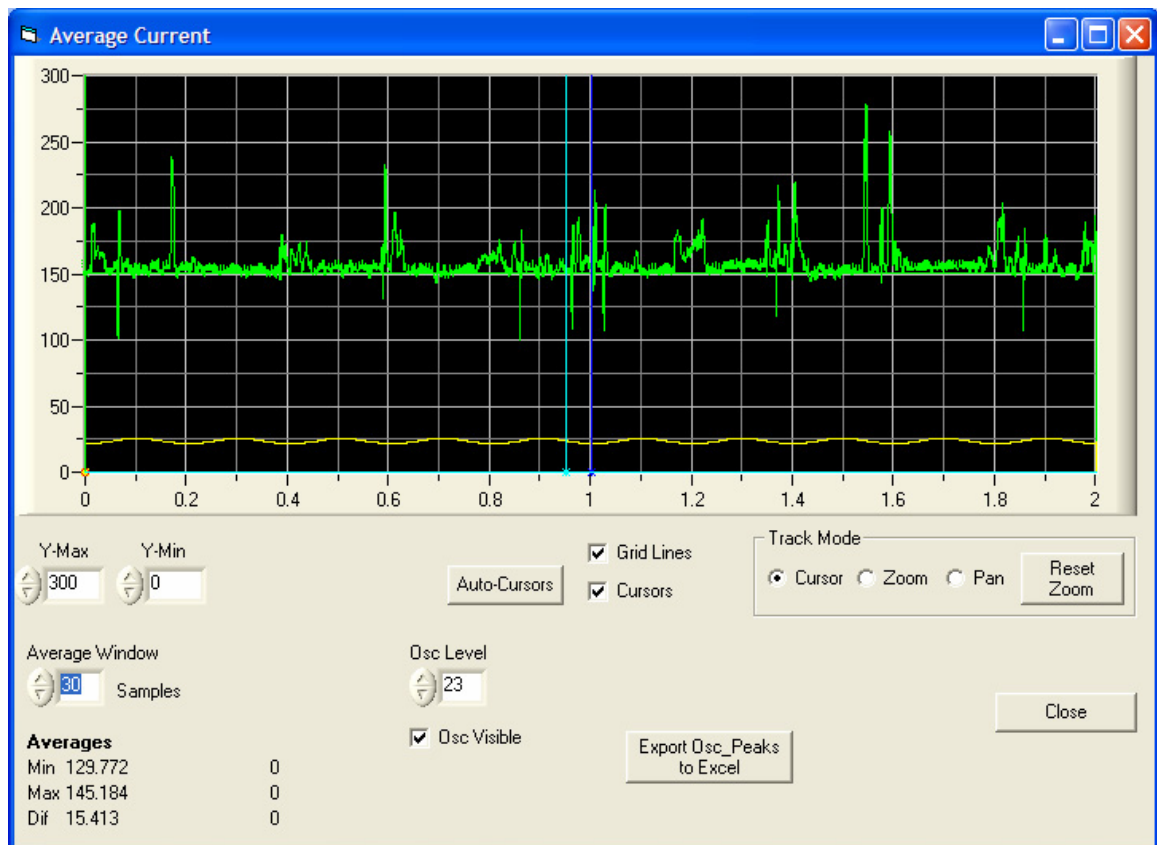 Average Current
300
250
200
150
100
50
0
0 0.2 0.4 0.6 0.8 1 1.2 1.4 1.6 1.8 2
Y-Max Y-Min
300 0
Auto-Cursors
Grid Lines
Cursors
Track Mode
Cursor Zoom Pan
Reset
Zoom
Average Window
30 Samples
Osc Level
23
Osc Visible
Export Osc_Peaks
to Excel
Close
Averages
Min 129.772 0
Max 145.184 0
Dif 15.413 0